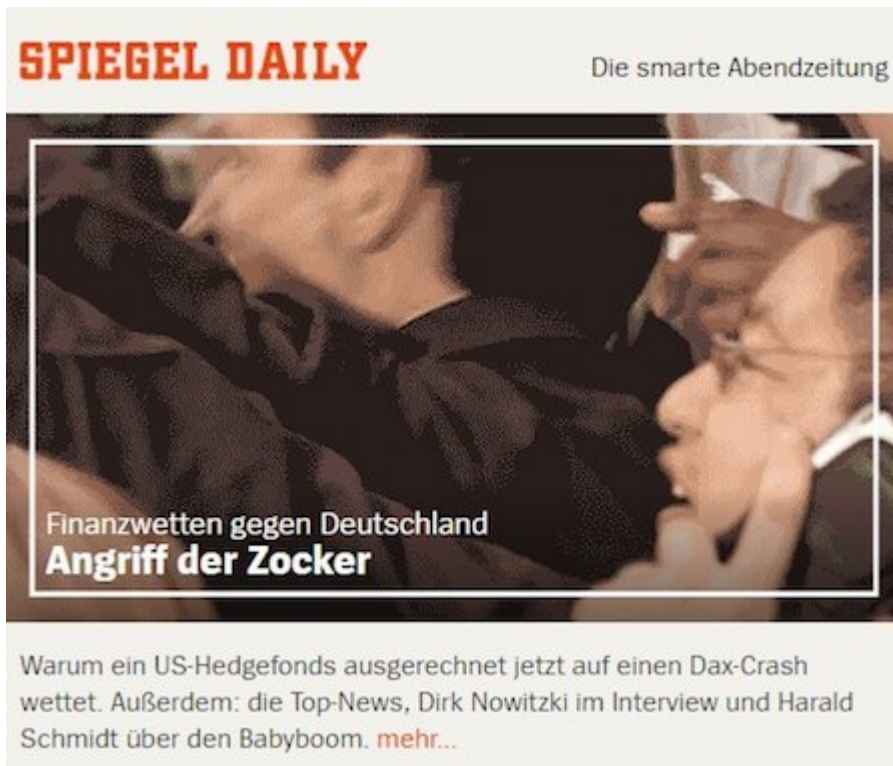 SPIEGEL DAILY
Die smarte Abendzeitung
Finanzwetten gegen Deutschland
Angriff der Zocker
Warum ein US-Hedgefonds ausgerechnet jetzt auf einen Dax-Crash
wettet. Außerdem: die Top-News, Dirk Nowitzki im Interview und Harald
Schmidt über den Babyboom. mehr...